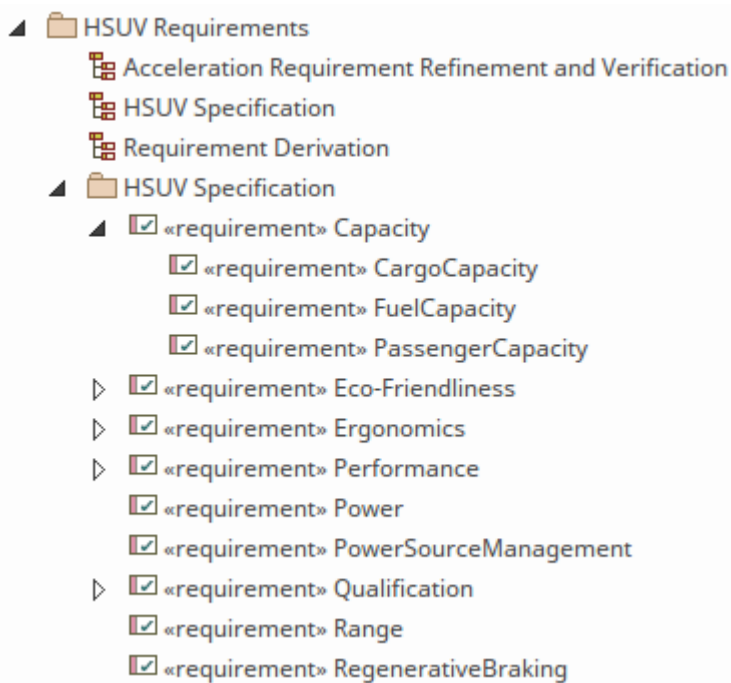 HSUV Requirements
Acceleration Requirement Refinement and Verification
HSUV Specification
Requirement Derivation
HSUV Specification
«requirement» Capacity
«requirement» CargoCapacity
«requirement» FuelCapacity
«requirement» PassengerCapacity
«requirement» Eco-Friendliness
«requirement» Ergonomics
«requirement» Performance
«requirement» Power
«requirement» PowerSourceManagement
«requirement» Qualification
«requirement» Range
«requirement» RegenerativeBraking